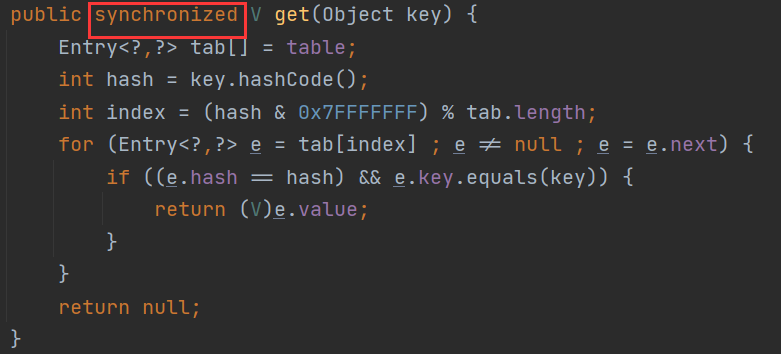 public synchronized V get(Object key) {
Entry<?,?> tab[] = table;
int hash = key.hashCode();
int index = (hash & 0x7FFFFFFF) % tab.length;
for (Entry<?,?> e = tab[index] ; e ≠ null ; e = e.next) {
if ((e.hash == hash) && e.key.equals(key)) {
return (V)e.value;
}
}
return null;
}